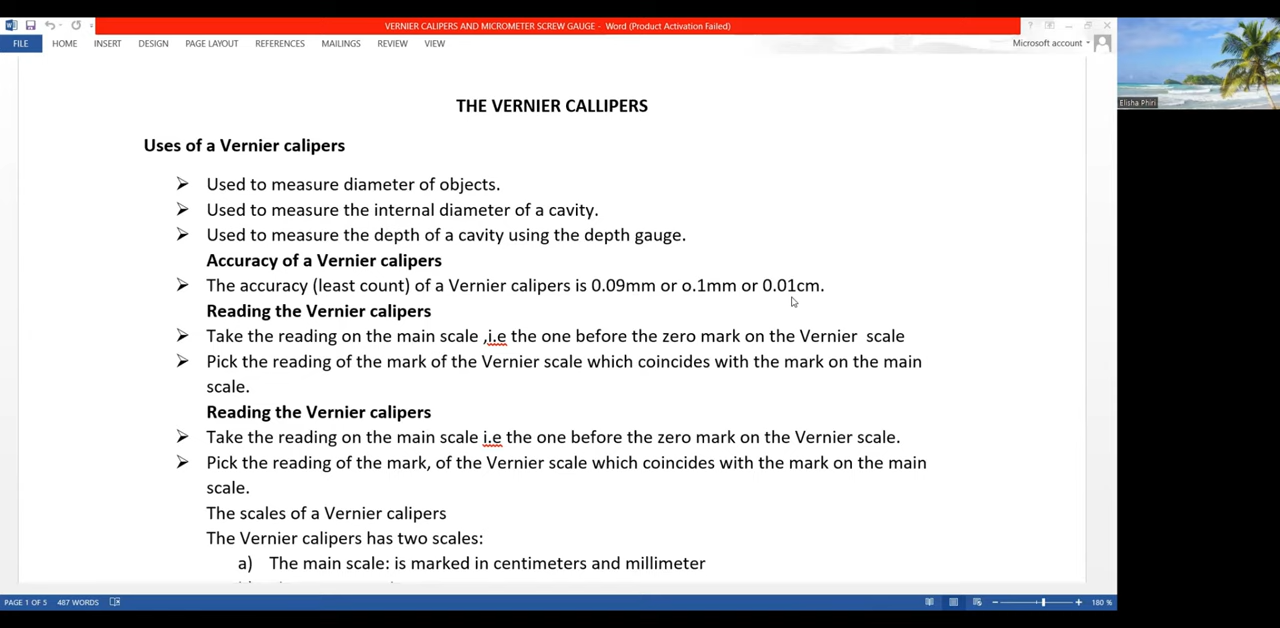 VERNIER CALIPERS AND MICROMETER SCREW GAUGE - Word (Product Activation Failed)
FILE HOME INSERT DESIGN PAGE LAYOUT REFERENCES MAILINGS REVIEW VIEW Microsoft account
Elisha Phiri
THE VERNIER CALLIPERS
Uses of a Vernier calipers
➢ Used to measure diameter of objects.
➢ Used to measure the internal diameter of a cavity.
➢ Used to measure the depth of a cavity using the depth gauge.
Accuracy of a Vernier calipers
➢ The accuracy (least count) of a Vernier calipers is 0.09mm or o.1mm or 0.01cm.
Reading the Vernier calipers
➢ Take the reading on the main scale ,i.e the one before the zero mark on the Vernier scale
➢ Pick the reading of the mark of the Vernier scale which coincides with the mark on the main
scale.
Reading the Vernier calipers
➢ Take the reading on the main scale i.e the one before the zero mark on the Vernier scale.
➢ Pick the reading of the mark, of the Vernier scale which coincides with the mark on the main
scale.
The scales of a Vernier calipers
The Vernier calipers has two scales:
a) The main scale: is marked in centimeters and millimeter
PAGE 1 OF 5 487 WORDS 180 %